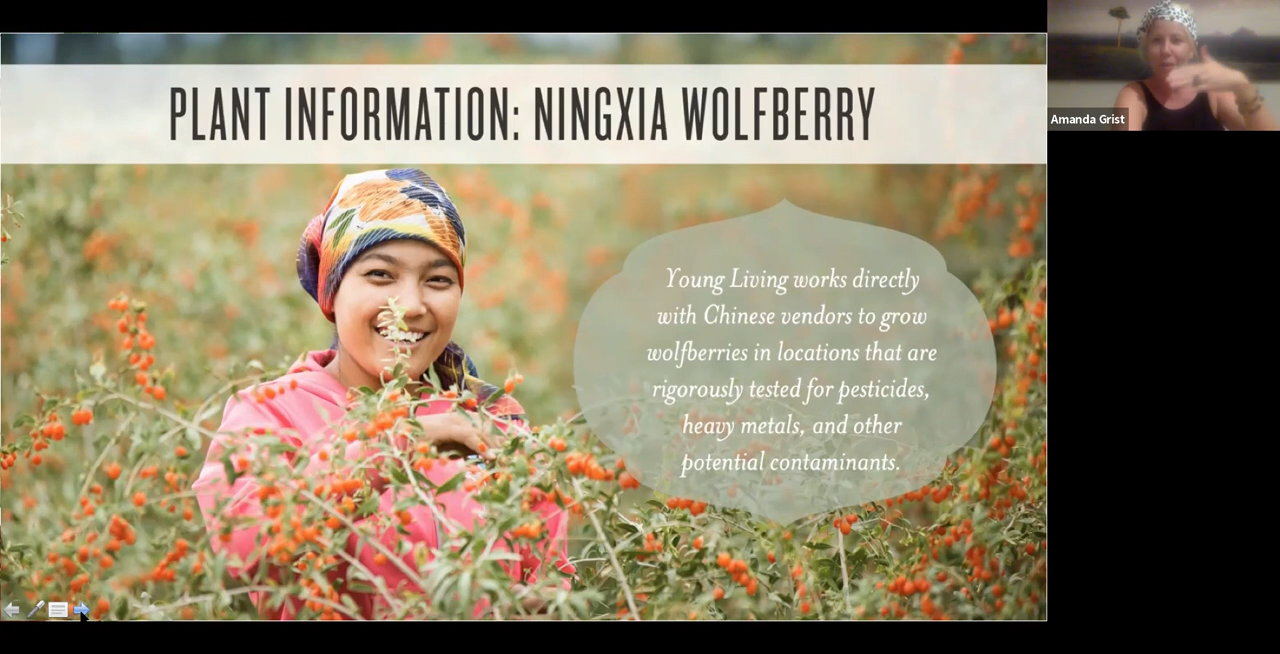 PLANT INFORMATION: NINGXIA WOLFBERRY
Amanda Grist
Young Living works directly
with Chinese vendors to grow
wolfberries in locations that are
rigorously tested for pesticides,
heavy metals, and other
potential contaminants.